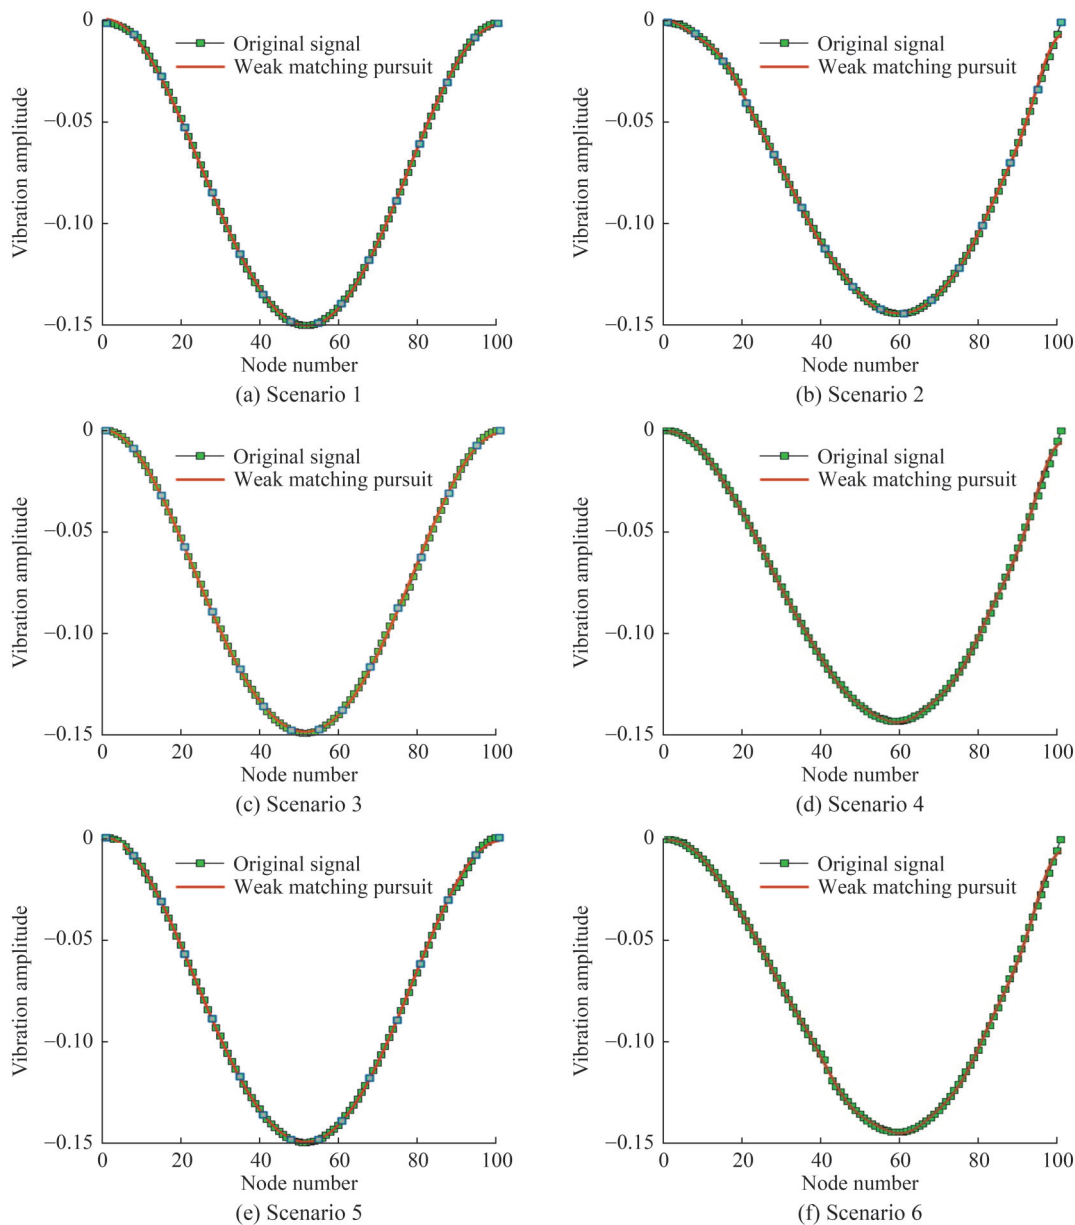 0
Original signal
Weak matching pursuit
−0.05
−0.10
−0.15
0 20 40 60 80 100
Vibration amplitude
Node number
(a) Scenario 1
0
Original signal
Weak matching pursuit
−0.05
−0.10
−0.15
0 20 40 60 80 100
Vibration amplitude
Node number
(b) Scenario 2
0
Original signal
Weak matching pursuit
−0.05
−0.10
−0.15
0 20 40 60 80 100
Vibration amplitude
Node number
(c) Scenario 3
0
Original signal
Weak matching pursuit
−0.05
−0.10
−0.15
0 20 40 60 80 100
Vibration amplitude
Node number
(d) Scenario 4
0
Original signal
Weak matching pursuit
−0.05
−0.10
−0.15
0 20 40 60 80 100
Vibration amplitude
Node number
(e) Scenario 5
0
Original signal
Weak matching pursuit
−0.05
−0.10
−0.15
0 20 40 60 80 100
Vibration amplitude
Node number
(f) Scenario 6